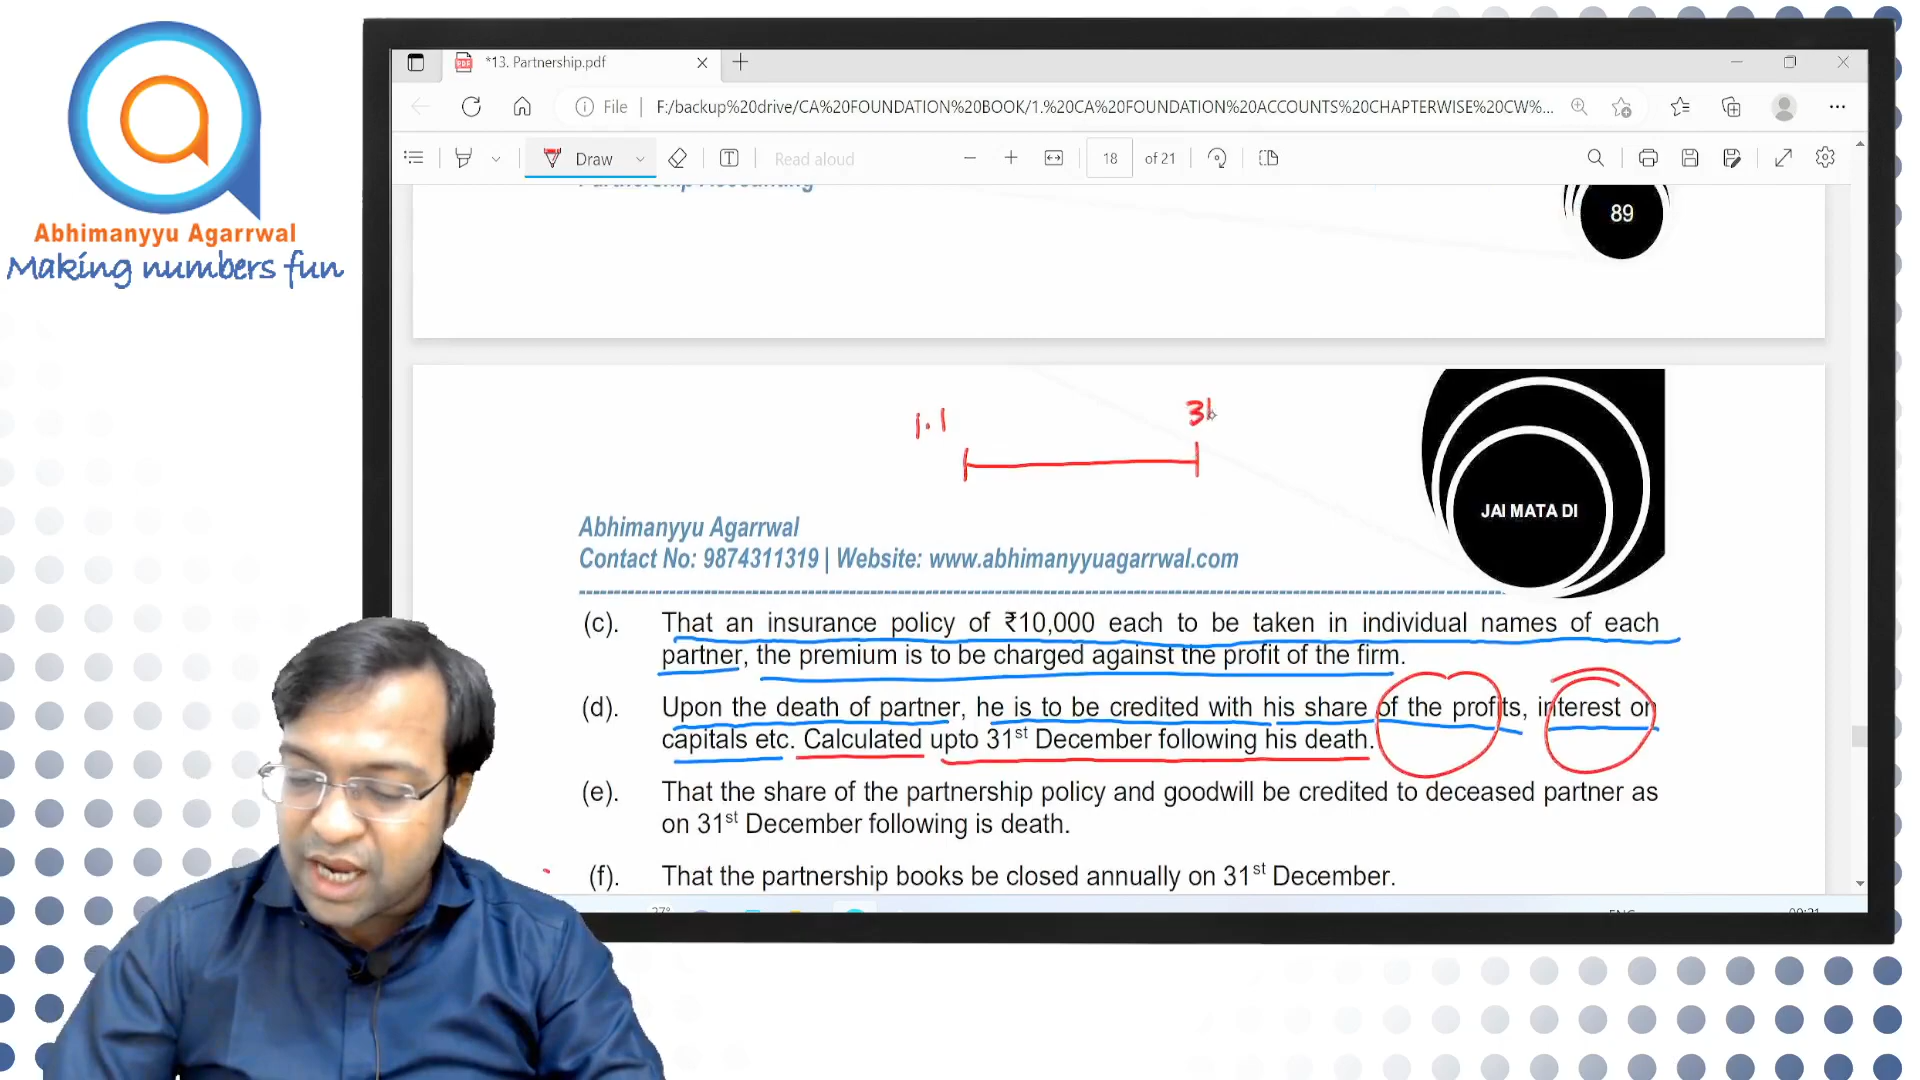 Abhimanyyu Agarrwal
Making numbers fun
*13. Partnership.pdf
File | F:/backup%20drive/CA%20FOUNDATION%20BOOK/1.%20CA%20FOUNDATION%20ACCOUNTS%20CHAPTERWISE%20CW%...
Draw
Read aloud
18 of 21
Partnership Accounting
89
1.1
31
JAI MATA DI
Abhimanyyu Agarrwal
Contact No: 9874311319 | Website: www.abhimanyyuagarrwal.com
(c). That an insurance policy of ₹10,000 each to be taken in individual names of each
partner, the premium is to be charged against the profit of the firm.
(d). Upon the death of partner, he is to be credited with his share of the profits, interest on
capitals etc. Calculated upto 31st December following his death.
(e). That the share of the partnership policy and goodwill be credited to deceased partner as
on 31st December following is death.
(f). That the partnership books be closed annually on 31st December.